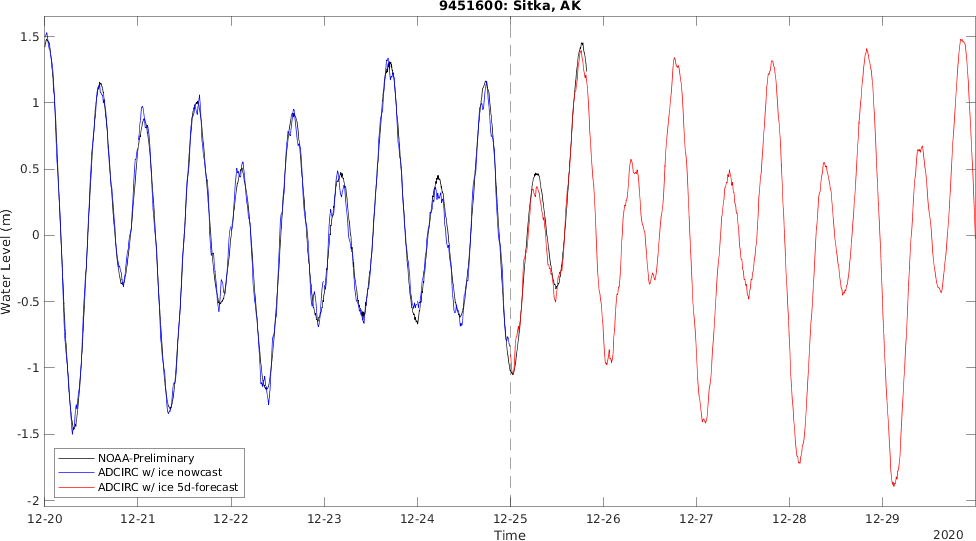 9451600: Sitka, AK
Water Level (m)
1.5
1
0.5
0
-0.5
-1
-1.5
-2
NOAA-Preliminary
ADCIRC w/ ice nowcast
ADCIRC w/ ice 5d-forecast
12-20 12-21 12-22 12-23 12-24 12-25 12-26 12-27 12-28 12-29
Time
2020